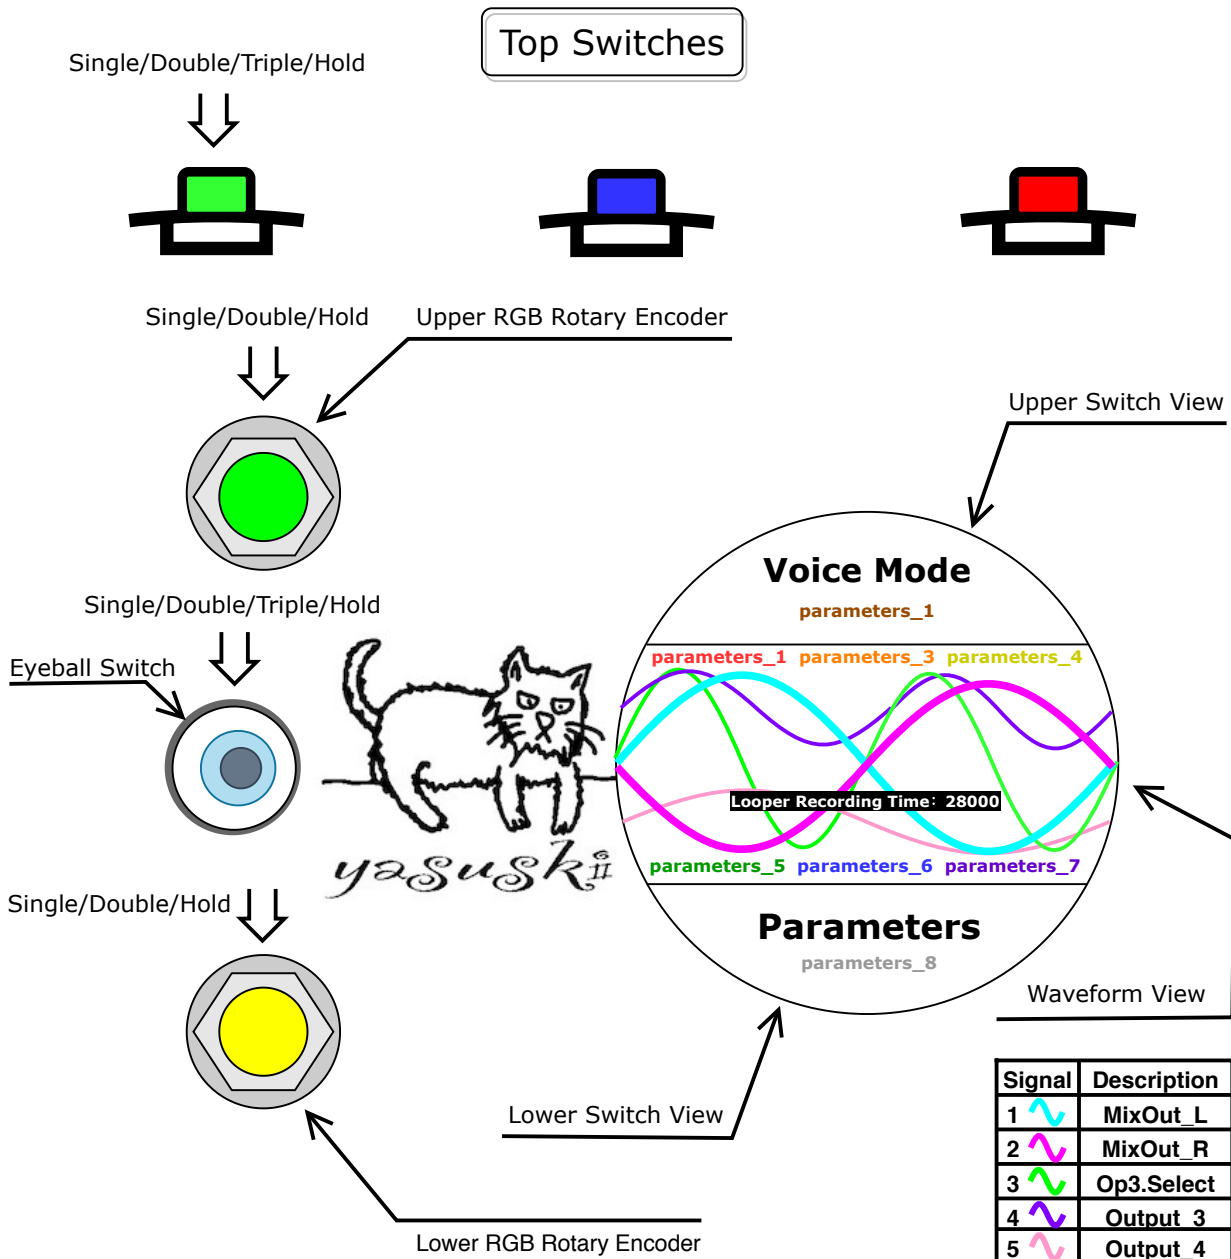 Top Switches
Single/Double/Triple/Hold
Single/Double/Hold
Upper RGB Rotary Encoder
Upper Switch View
Voice Mode
parameters_1
Single/Double/Triple/Hold
Eyeball Switch
parameters_1 parameters_3 parameters_4
Looper Recording Time: 28000
yasuskii
parameters_5 parameters_6 parameters_7
Single/Double/Hold
Parameters
parameters_8
Waveform View
Lower Switch View
Lower RGB Rotary Encoder
Signal Description
1 MixOut_L
2 MixOut_R
3 Op3.Select
4 Output_3
5 Output_4